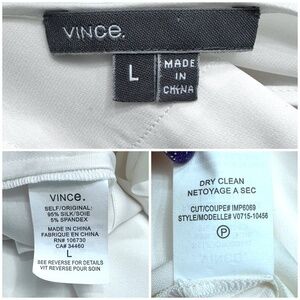 VINCE.
L
MADE
IN
CHINA
VINCE.
SELF/ORIGINAL:
95% SILK/SOIE
5% SPANDEX
MADE IN CHINA
FABRIQUE EN CHINA
RN# 106730
CA# 34460
L
SEE REVERSE FOR DETAILS
VIT REVERSE POUR SOIN
DRY CLEAN
NETOYAGE A SEC
CUT/COUPE# IMP6069
STYLE/MODELLE# V0715-10456
P